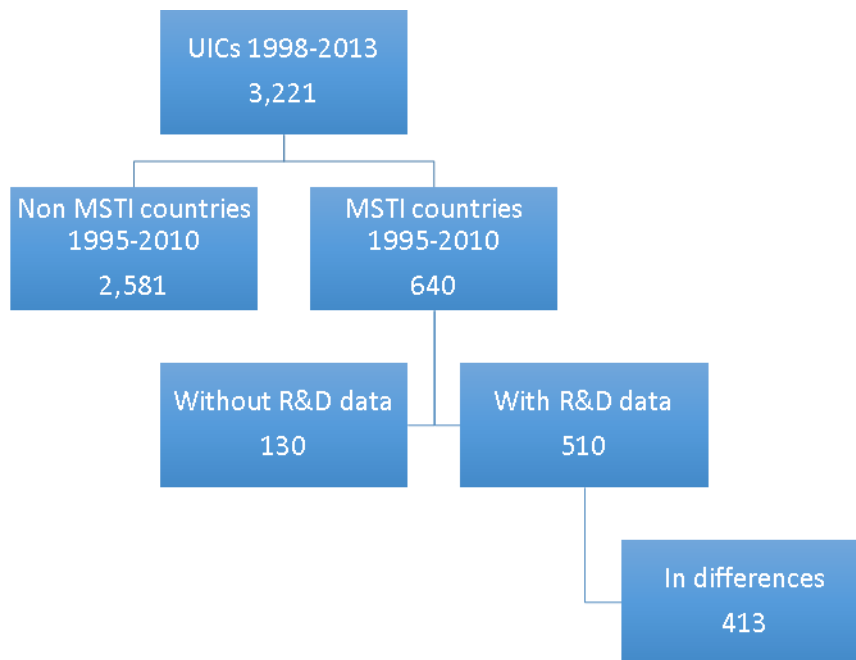 UICs 1998-2013
3,221
Non MSTI countries
1995-2010
2,581
MSTI countries
1995-2010
640
Without R&D data
130
With R&D data
510
In differences
413